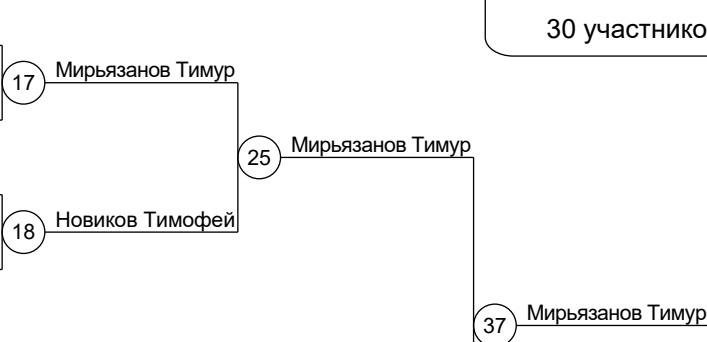 30 участнико
17 Мирьязанов Тимур
25 Мирьязанов Тимур
18 Новиков Тимофей
37 Мирьязанов Тимур